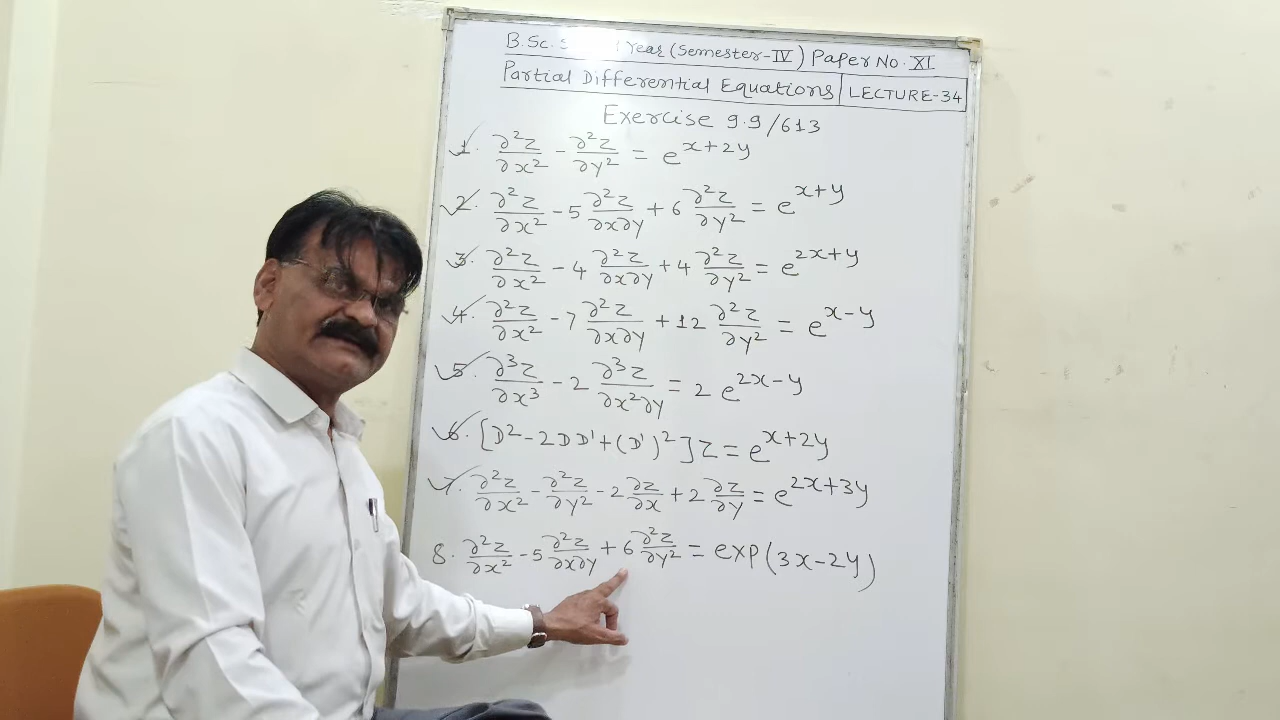 B.Sc. Year (Semester-IV) Paper No. XI
Partial Differential Equations LECTURE-34
Exercise 9.9/613
1. ∂²z/∂x² - ∂²z/∂y² = e^(x+2y)
2. ∂²z/∂x² - 5 ∂²z/∂x∂y + 6 ∂²z/∂y² = e^(x+y)
3. ∂²z/∂x² - 4 ∂²z/∂x∂y + 4 ∂²z/∂y² = e^(2x+y)
4. ∂²z/∂x² - 7 ∂²z/∂x∂y + 12 ∂²z/∂y² = e^(x-y)
5. ∂³z/∂x³ - 2 ∂³z/∂x²∂y = 2 e^(2x-y)
6. [D² - 2DD' + (D')²] z = e^(x+2y)
7. ∂²z/∂x² - ∂²z/∂y² - 2 ∂z/∂x + 2 ∂z/∂y = e^(2x+3y)
8. ∂²z/∂x² - 5 ∂²z/∂x∂y + 6 ∂²z/∂y² = exp(3x-2y)